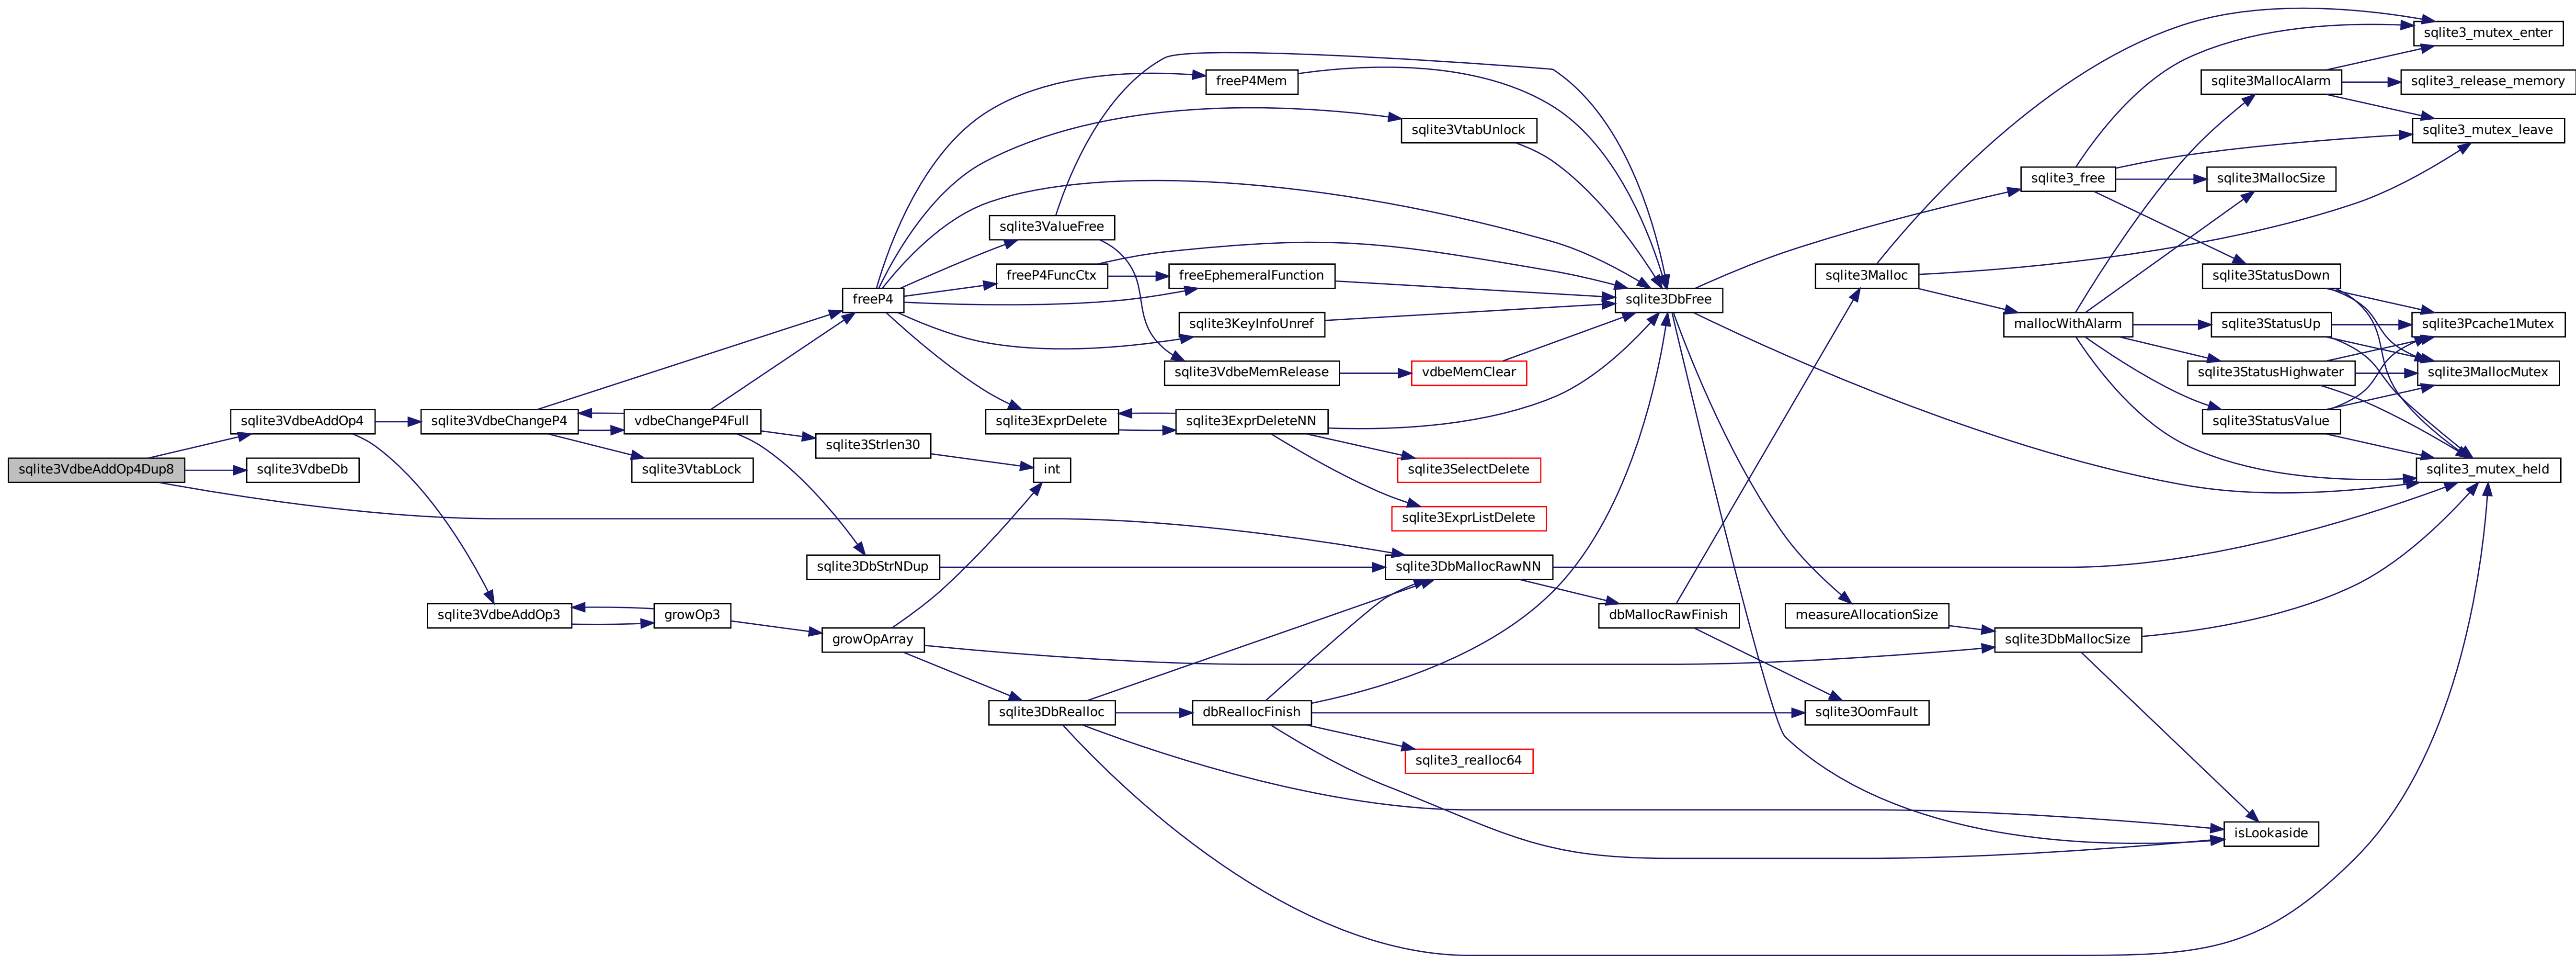 sqlite3_mutex_enter
freeP4Mem
sqlite3MallocAlarm
sqlite3_release_memory
sqlite3VtabUnlock
sqlite3_mutex_leave
sqlite3_free
sqlite3MallocSize
sqlite3ValueFree
freeP4FuncCtx
freeEphemeralFunction
sqlite3Malloc
sqlite3StatusDown
freeP4
sqlite3DbFree
sqlite3KeyInfoUnref
mallocWithAlarm
sqlite3StatusUp
sqlite3Pcache1Mutex
sqlite3VdbeMemRelease
vdbeMemClear
sqlite3StatusHighwater
sqlite3MallocMutex
sqlite3VdbeAddOp4
sqlite3VdbeChangeP4
vdbeChangeP4Full
sqlite3ExprDelete
sqlite3ExprDeleteNN
sqlite3StatusValue
sqlite3Strlen30
sqlite3VdbeAddOp4Dup8
sqlite3VdbeDb
sqlite3VtabLock
int
sqlite3SelectDelete
sqlite3_mutex_held
sqlite3ExprListDelete
sqlite3DbStrNDup
sqlite3DbMallocRawNN
sqlite3VdbeAddOp3
growOp3
dbMallocRawFinish
measureAllocationSize
growOpArray
sqlite3DbMallocSize
sqlite3DbRealloc
dbReallocFinish
sqlite3OomFault
sqlite3_realloc64
isLookaside